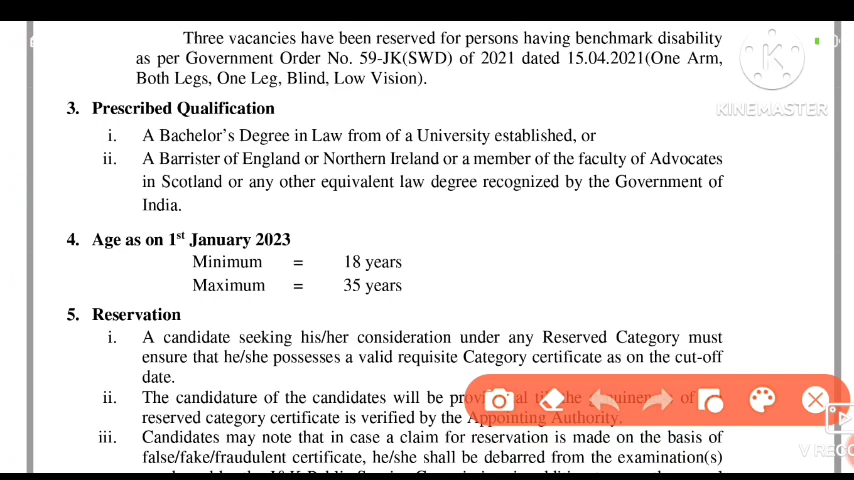 Three vacancies have been reserved for persons having benchmark disability
as per Government Order No. 59-JK(SWD) of 2021 dated 15.04.2021(One Arm,
Both Legs, One Leg, Blind, Low Vision).
K
KINEMASTER
3. Prescribed Qualification
i. A Bachelor's Degree in Law from of a University established, or
ii. A Barrister of England or Northern Ireland or a member of the faculty of Advocates
in Scotland or any other equivalent law degree recognized by the Government of
India.
4. Age as on 1st January 2023
Minimum = 18 years
Maximum = 35 years
5. Reservation
i. A candidate seeking his/her consideration under any Reserved Category must
ensure that he/she possesses a valid requisite Category certificate as on the cut-off
date.
ii. The candidature of the candidates will be the of
reserved category certificate is verified by the Appointing Authority.
iii. Candidates may note that in case a claim for reservation is made on the basis of
false/fake/fraudulent certificate, he/she shall be debarred from the examination(s)
V REC